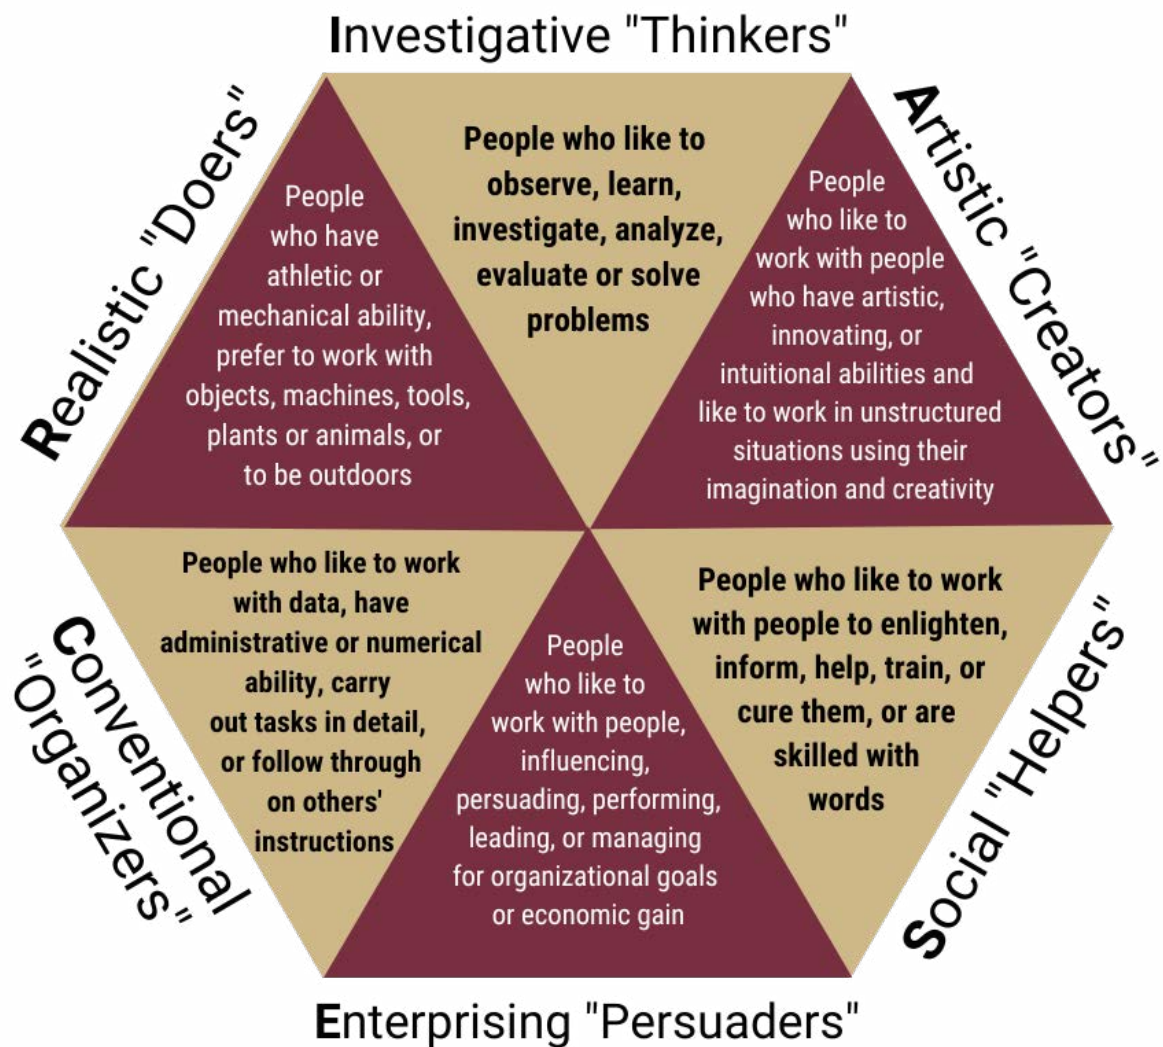 Investigative "Thinkers"
People who like to
observe, learn,
investigate, analyze,
evaluate or solve
problems
Artistic "Creators"
People
who like to
work with people
who have artistic,
innovating, or
intuitional abilities and
like to work in unstructured
situations using their
imagination and creativity
Social "Helpers"
People who like to work
with people to enlighten,
inform, help, train, or
cure them, or are
skilled with
words
Enterprising "Persuaders"
People
who like to
work with people,
influencing,
persuading, performing,
leading, or managing
for organizational goals
or economic gain
Conventional
"Organizers"
People who like to work
with data, have
administrative or numerical
ability, carry
out tasks in detail,
or follow through
on others'
instructions
Realistic "Doers"
People
who have
athletic or
mechanical ability,
prefer to work with
objects, machines, tools,
plants or animals, or
to be outdoors